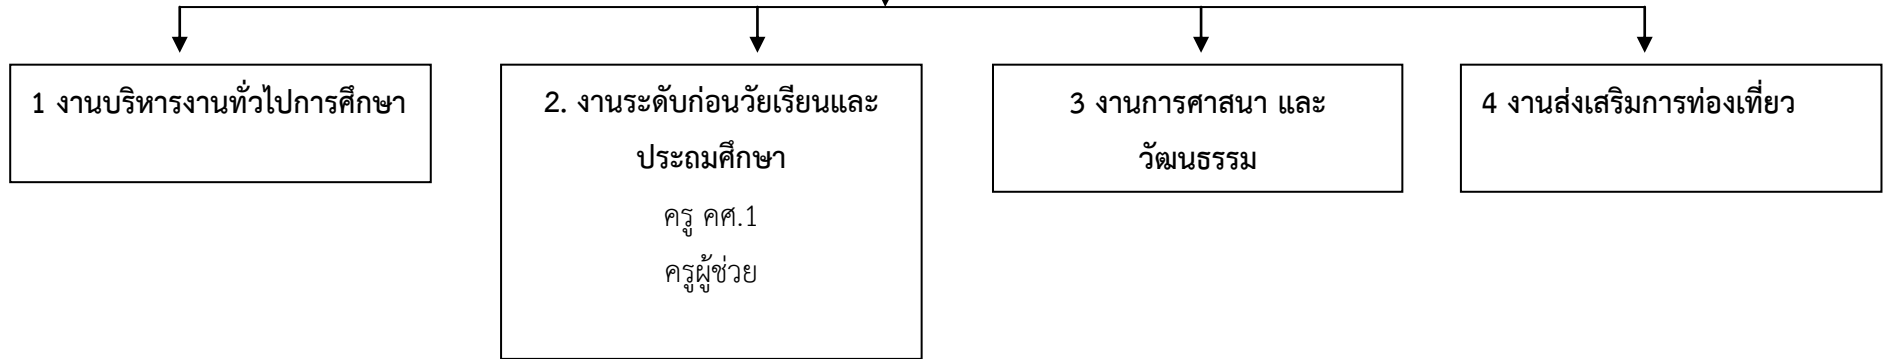 1 งานบริหารงานทั่วไปการศึกษา
2. งานระดับก่อนวัยเรียนและ
ประถมศึกษา
ครู คศ.1
ครูผู้ช่วย
3 งานการศาสนา และ
วัฒนธรรม
4 งานส่งเสริมการท่องเที่ยว